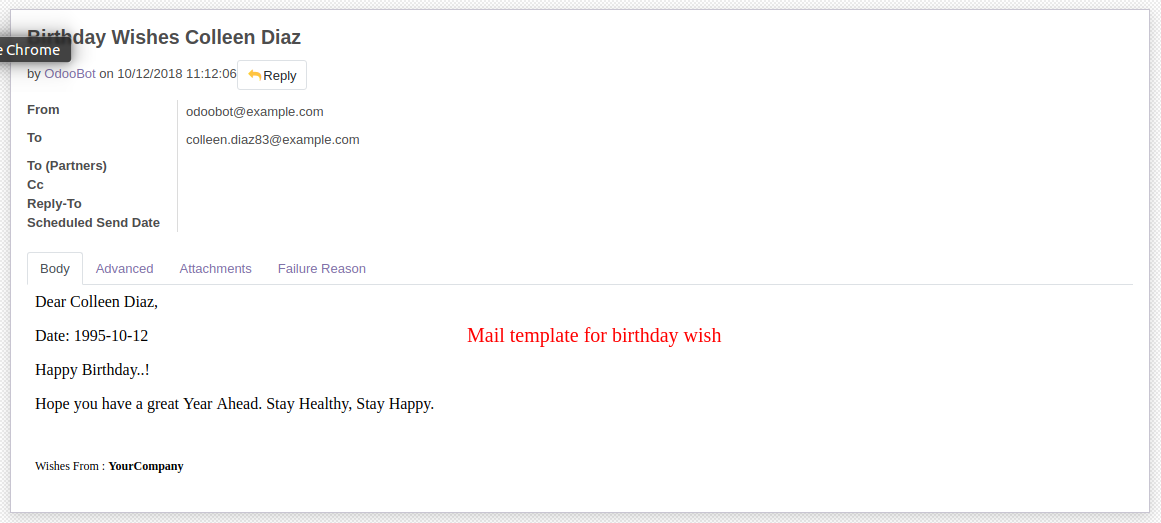 Birthday Wishes Colleen Diaz
e Chrome
by OdooBot on 10/12/2018 11:12:06 Reply
From odoobot@example.com
To colleen.diaz83@example.com
To (Partners)
Cc
Reply-To
Scheduled Send Date
Body Advanced Attachments Failure Reason
Dear Colleen Diaz,
Date: 1995-10-12 Mail template for birthday wish
Happy Birthday..!
Hope you have a great Year Ahead. Stay Healthy, Stay Happy.
Wishes From : YourCompany